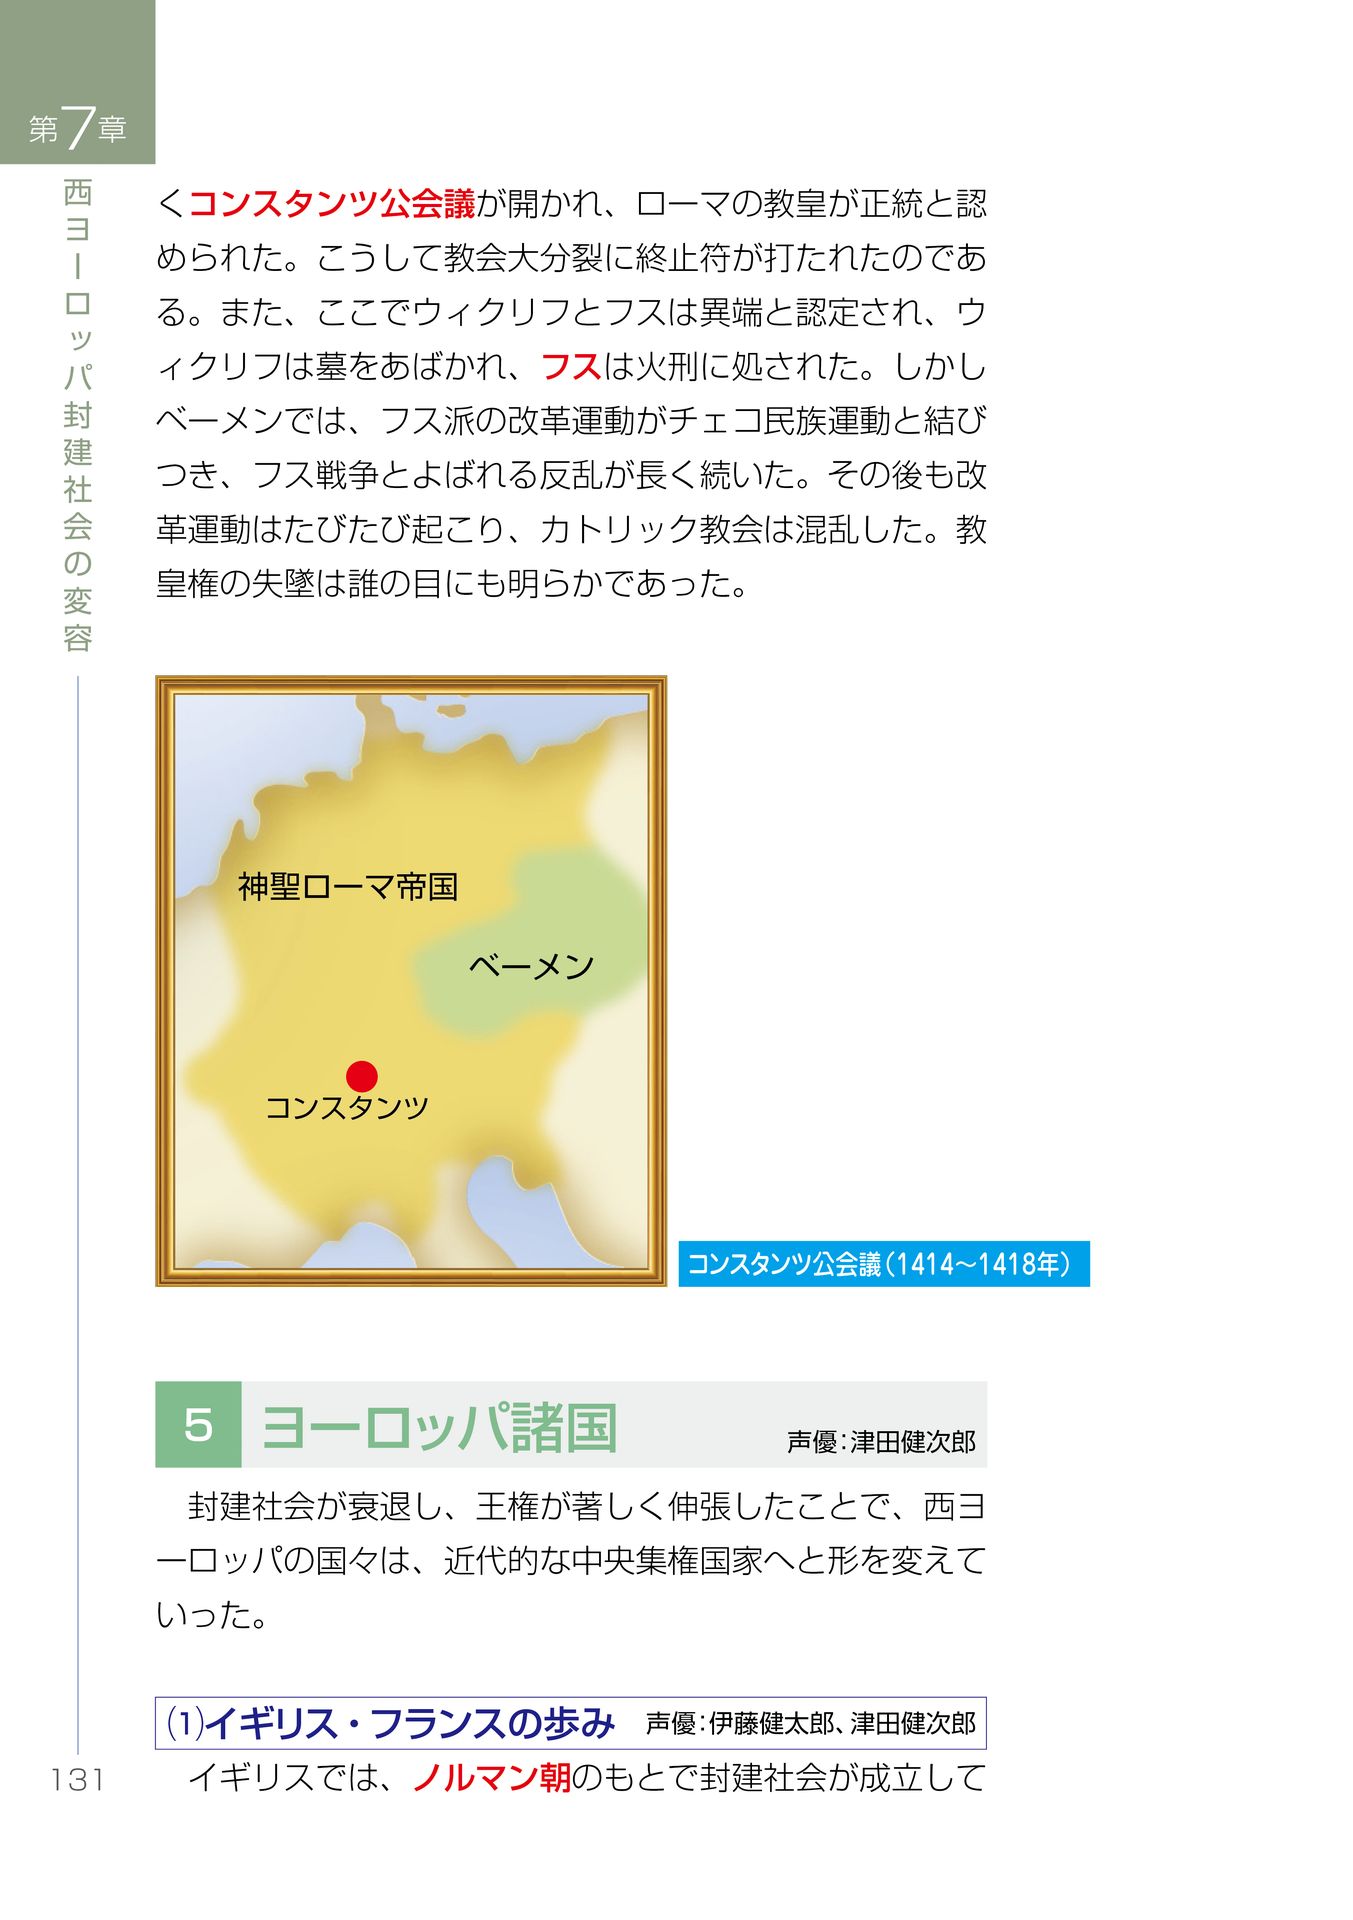 第7章
西ヨーロッパ封建社会の変容
くコンスタンツ公会議が開かれ、ローマの教皇が正統と認
められた。こうして教会大分裂に終止符が打たれたのであ
る。また、ここでウィクリフとフスは異端と認定され、ウ
ィクリフは墓をあばかれ、フスは火刑に処された。しかし
ベーメンでは、フス派の改革運動がチェコ民族運動と結び
つき、フス戦争とよばれる反乱が長く続いた。その後も改
革運動はたびたび起こり、カトリック教会は混乱した。教
皇権の失墜は誰の目にも明らかであった。
神聖ローマ帝国
ベーメン
コンスタンツ
コンスタンツ公会議（1414～1418年）
5 ヨーロッパ諸国 声優：津田健次郎
封建社会が衰退し、王権が著しく伸張したことで、西ヨ
ーロッパの国々は、近代的な中央集権国家へと形を変えて
いった。
(1)イギリス・フランスの歩み 声優：伊藤健太郎、津田健次郎
イギリスでは、ノルマン朝のもとで封建社会が成立して
131